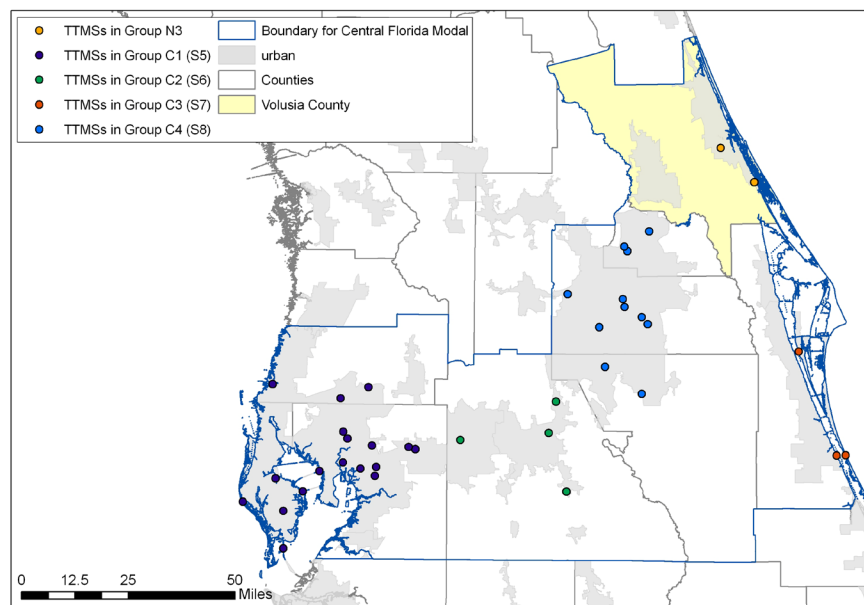 TTMSs in Group N3
TTMSs in Group C1 (S5)
TTMSs in Group C2 (S6)
TTMSs in Group C3 (S7)
TTMSs in Group C4 (S8)
Boundary for Central Florida Modal
urban
Counties
Volusia County
0 12.5 25 50
Miles